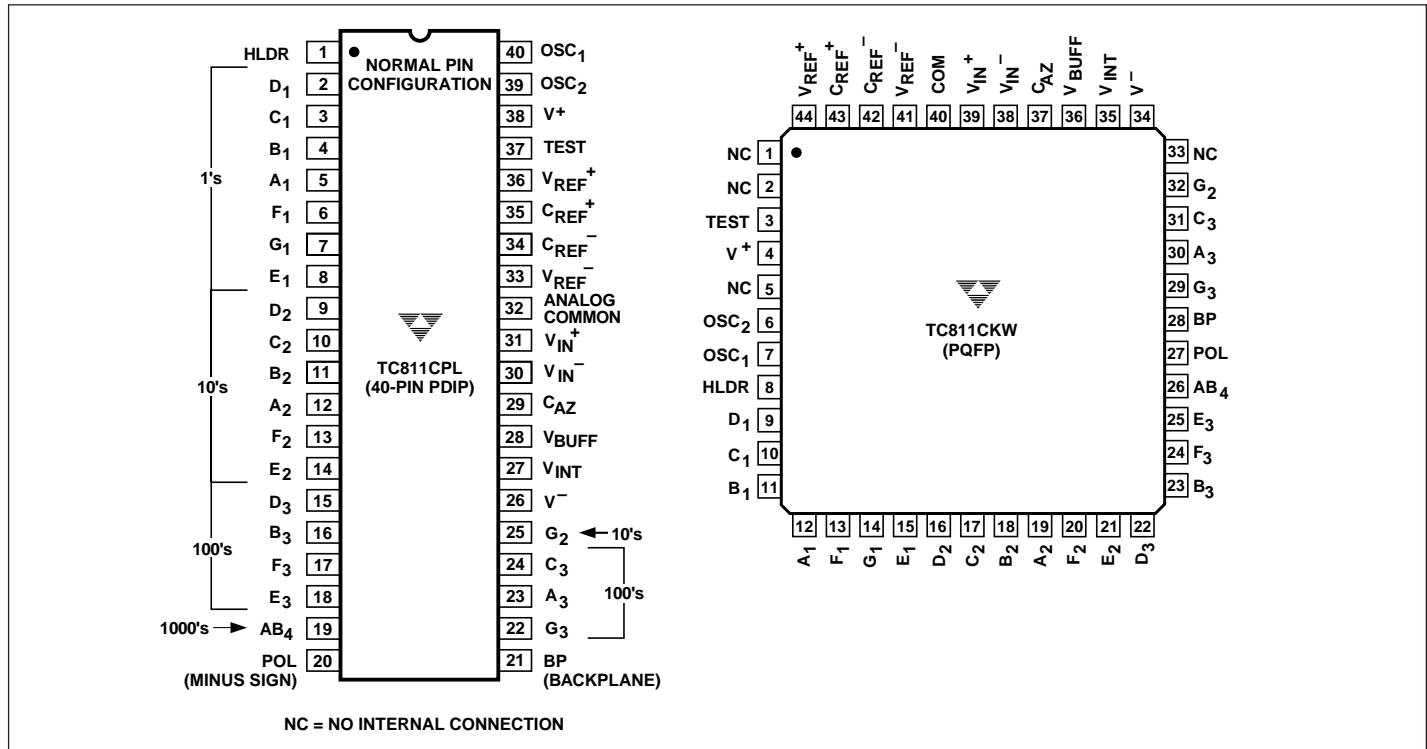 NORMAL PIN
CONFIGURATION
HLDR 1
D1 2
C1 3
B1 4
A1 5
F1 6
G1 7
E1 8
D2 9
C2 10
B2 11
A2 12
F2 13
E2 14
D3 15
B3 16
F3 17
E3 18
AB4 19
POL 20
(MINUS SIGN)
1's
10's
100's
1000's
TC811CPL
(40-PIN PDIP)
40 OSC1
39 OSC2
38 V+
37 TEST
36 VREF+
35 CREF+
34 CREF–
33 VREF–
32 ANALOG
COMMON
31 VIN+
30 VIN–
29 CAZ
28 VBUFF
27 VINT
26 V–
25 G2 10's
24 C3
23 A3
22 G3
100's
21 BP
(BACKPLANE)
NC = NO INTERNAL CONNECTION
VREF+ CREF+ CREF– VREF– COM VIN+ VIN– CAZ VBUFF VINT V–
44 43 42 41 40 39 38 37 36 35 34
NC 1
NC 2
TEST 3
V+ 4
NC 5
OSC2 6
OSC1 7
HLDR 8
D1 9
C1 10
B1 11
TC811CKW
(PQFP)
33 NC
32 G2
31 C3
30 A3
29 G3
28 BP
27 POL
26 AB4
25 E3
24 F3
23 B3
12 13 14 15 16 17 18 19 20 21 22
A1 F1 G1 E1 D2 C2 B2 A2 F2 E2 D3